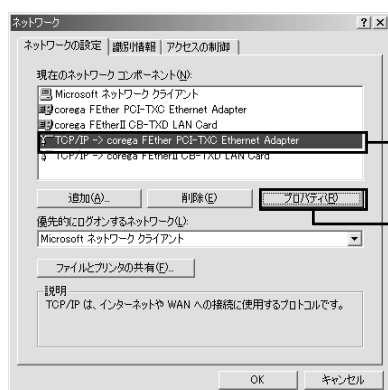 ネットワーク
ネットワークの設定 識別情報 アクセスの制御
現在のネットワーク コンポーネント(N):
Microsoft ネットワーク クライアント
corega FEther PCI-TXC Ethernet Adapter
corega FEtherII CB-TXD LAN Card
TCP/IP -> corega FEther PCI-TXC Ethernet Adapter
TCP/IP -> corega FEtherII CB-TXD LAN Card
追加(A)... 削除(E) プロパティ(R)
優先的にログオンするネットワーク(L):
Microsoft ネットワーク クライアント
ファイルとプリンタの共有(F)...
説明
TCP/IP は、インターネットや WAN への接続に使用するプロトコルです。
OK キャンセル